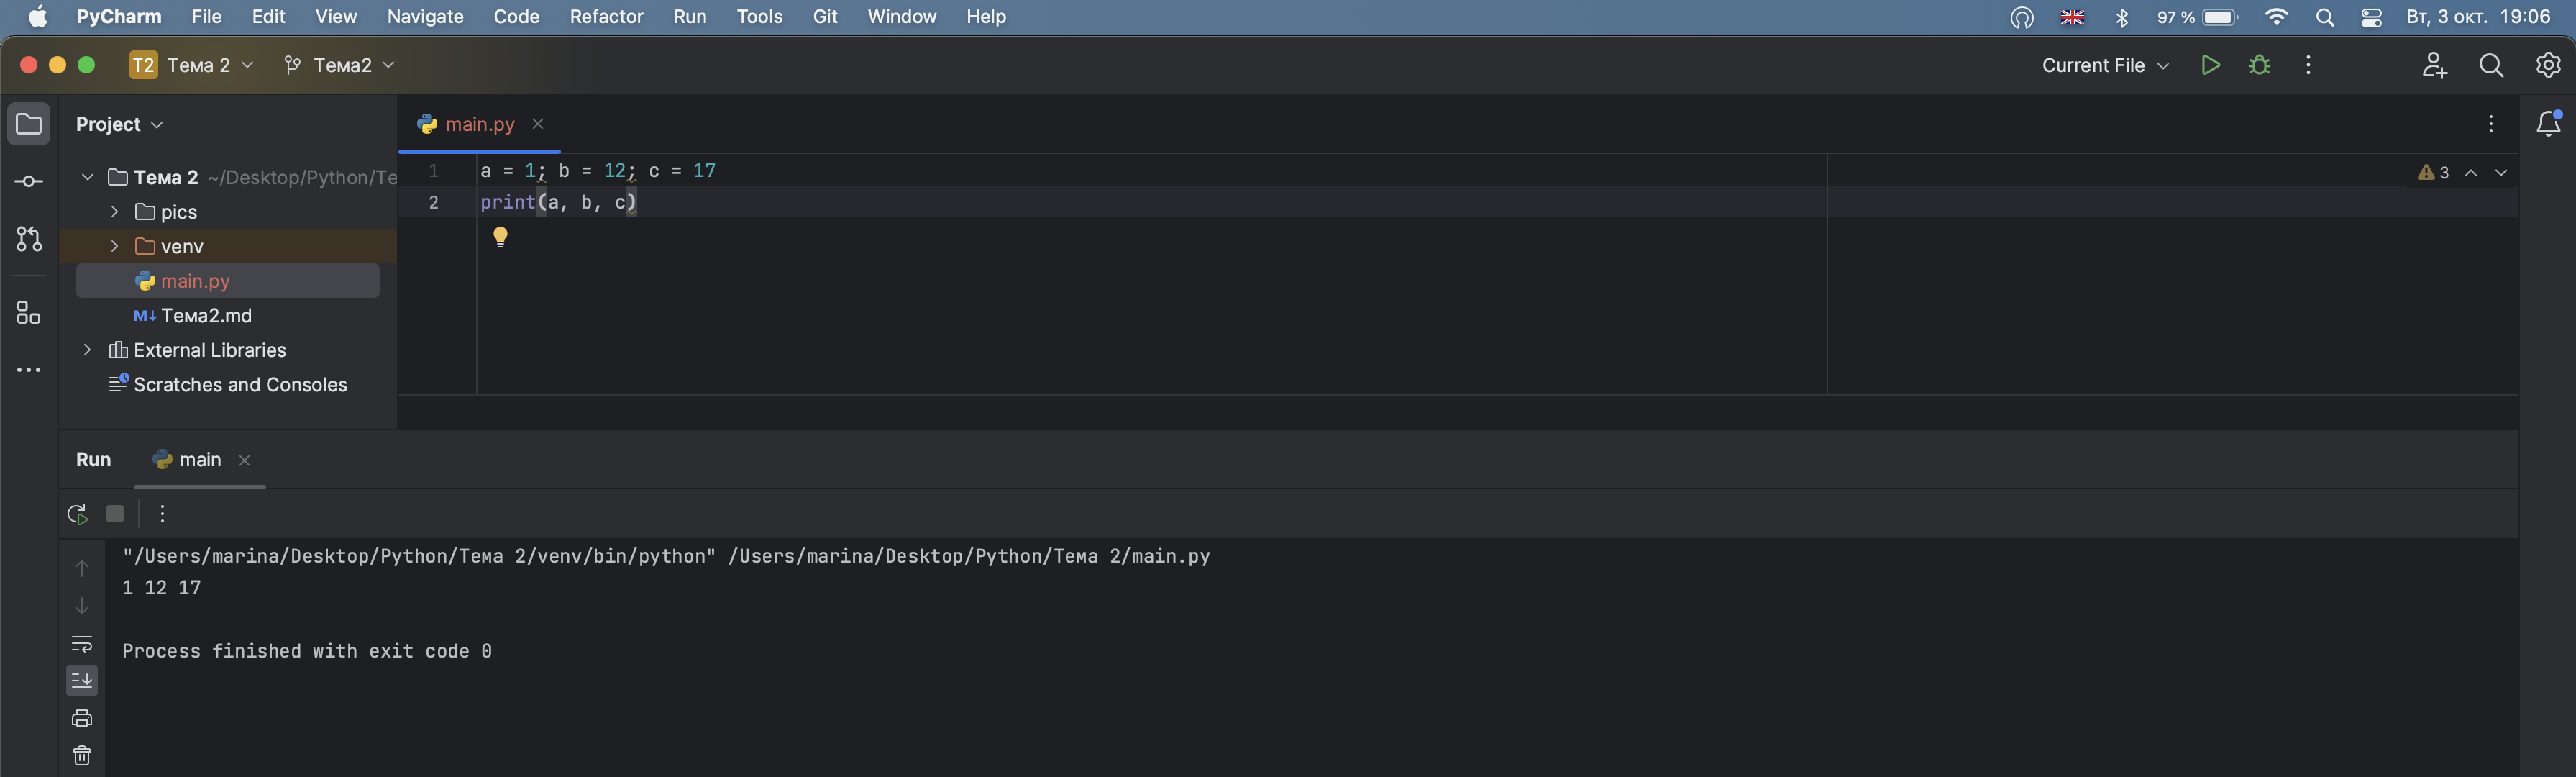 PyCharm File Edit View Navigate Code Refactor Run Tools Git Window Help 97 % Вт, 3 окт. 19:06
T2 Тема 2 Тема2 Current File
Project
main.py
Тема 2 ~/Desktop/Python/Te
pics
venv
main.py
M↓ Тема2.md
External Libraries
Scratches and Consoles
1 a = 1; b = 12; c = 17
2 print(a, b, c)
3
Run main
"/Users/marina/Desktop/Python/Тема 2/venv/bin/python" /Users/marina/Desktop/Python/Тема 2/main.py
1 12 17
Process finished with exit code 0